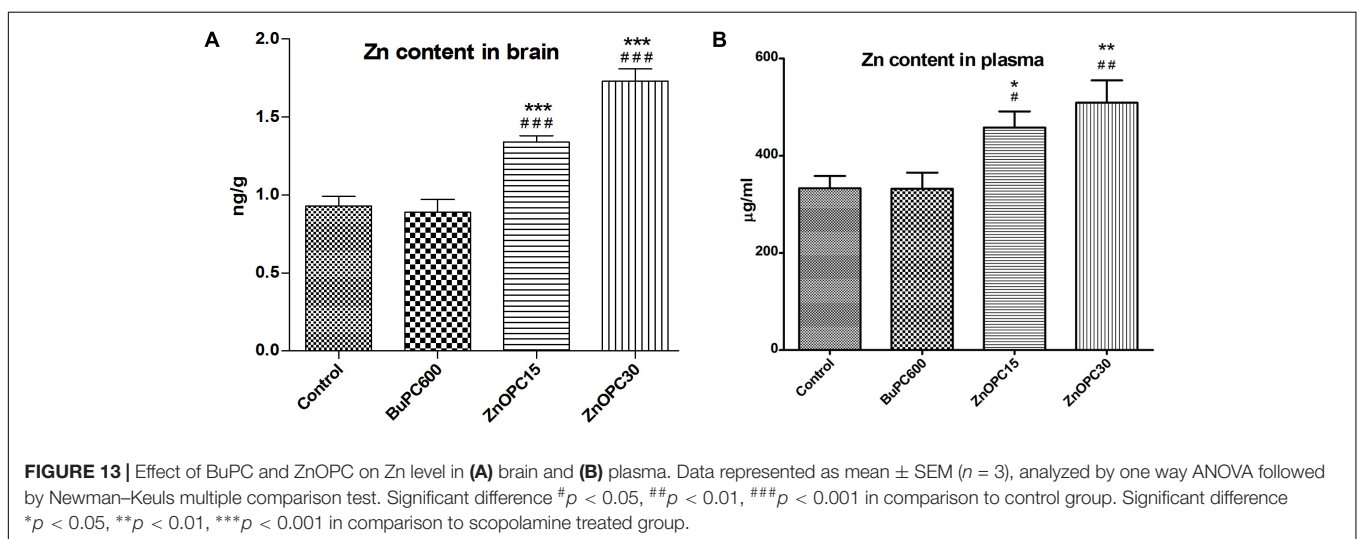 A
Zn content in brain
2.0
1.5
1.0
0.5
0.0
ng/g
***
###
***
###
Control
BuPC600
ZnOPC15
ZnOPC30
B
Zn content in plasma
600
400
200
0
µg/ml
*
#
**
##
Control
BuPC600
ZnOPC15
ZnOPC30
FIGURE 13 | Effect of BuPC and ZnOPC on Zn level in (A) brain and (B) plasma. Data represented as mean ± SEM (n = 3), analyzed by one way ANOVA followed
by Newman–Keuls multiple comparison test. Significant difference #p < 0.05, ##p < 0.01, ###p < 0.001 in comparison to control group. Significant difference
*p < 0.05, **p < 0.01, ***p < 0.001 in comparison to scopolamine treated group.